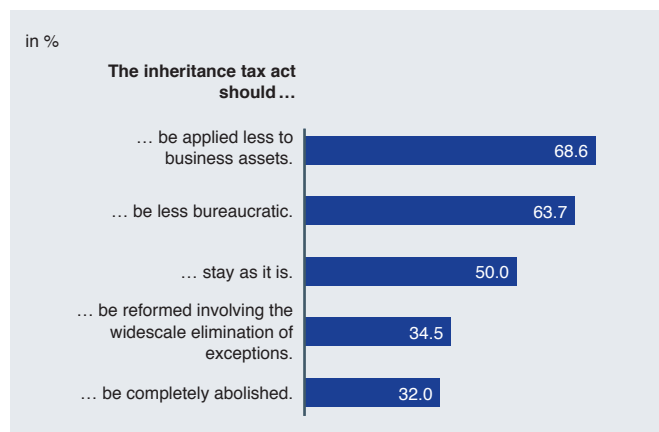 in %
The inheritance tax act
should …
… be applied less to
business assets.
68.6
… be less bureaucratic.
63.7
… stay as it is.
50.0
… be reformed involving the
widescale elimination of
exceptions.
34.5
… be completely abolished.
32.0